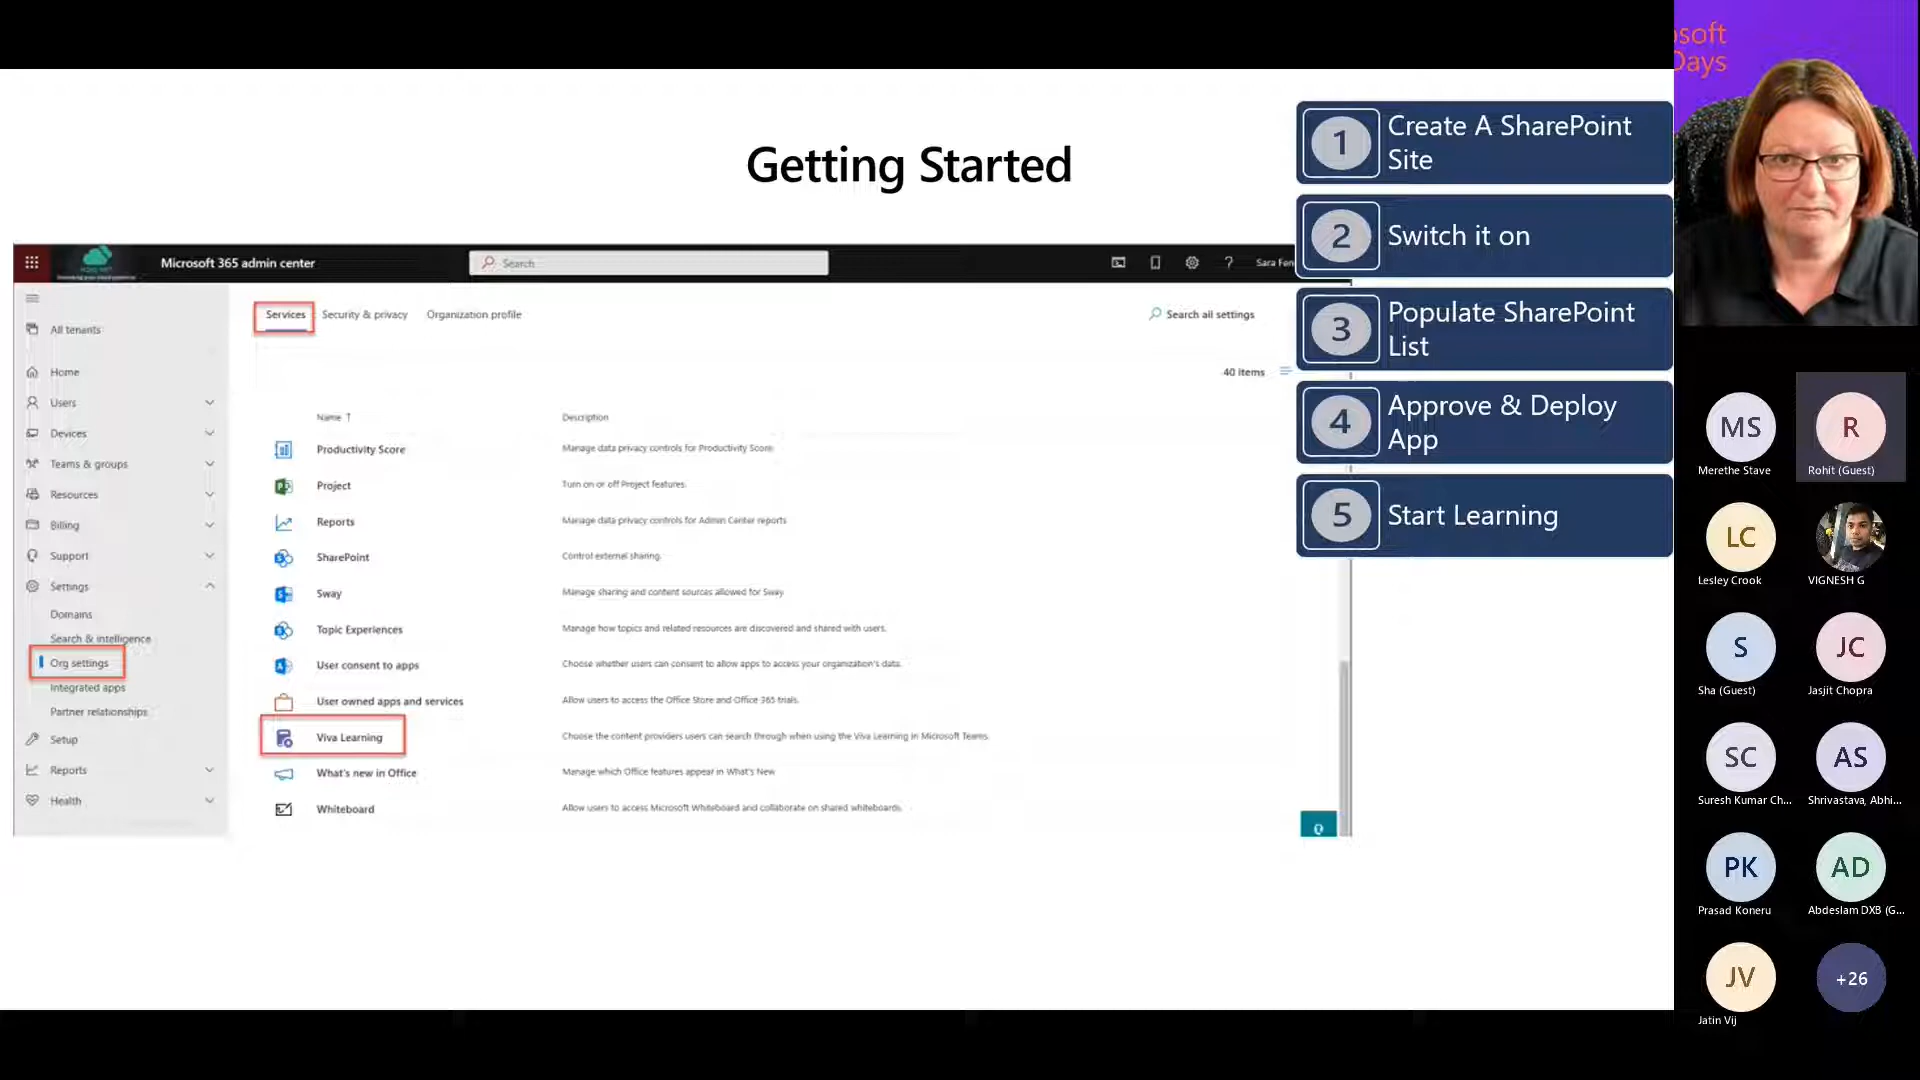 Getting Started
1
Create A SharePoint
Site
2
Switch it on
3
Populate SharePoint
List
4
Approve & Deploy
App
5
Start Learning
Microsoft 365 admin center
Search
?
Sara Fen
Services
Security & privacy
Organization profile
Search all settings
40 items
All tenants
Home
Users
Devices
Teams & groups
Resources
Billing
Support
Settings
Domains
Search & intelligence
Org settings
Integrated apps
Partner relationships
Setup
Reports
Health
Name ↑
Description
Productivity Score
Manage data privacy controls for Productivity Score
Project
Turn on or off Project features.
Reports
Manage data privacy controls for Admin Center reports
SharePoint
Control external sharing.
Sway
Manage sharing and content sources allowed for Sway
Topic Experiences
Manage how topics and related resources are discovered and shared with users.
User consent to apps
Choose whether users can consent to allow apps to access your organization's data.
User owned apps and services
Allow users to access the Office Store and Office 365 trials.
Viva Learning
Choose the content providers users can search through when using the Viva Learning in Microsoft Teams.
What's new in Office
Manage which Office features appear in What's New
Whiteboard
Allow users to access Microsoft Whiteboard and collaborate on shared whiteboards.
osoft
Days
MS
Merethe Stave
R
Rohit (Guest)
LC
Lesley Crook
VIGNESH G
S
Sha (Guest)
JC
Jasjit Chopra
SC
Suresh Kumar Ch...
AS
Shrivastava, Abhi...
PK
Prasad Koneru
AD
Abdeslam DXB (G...
JV
Jatin Vij
+26